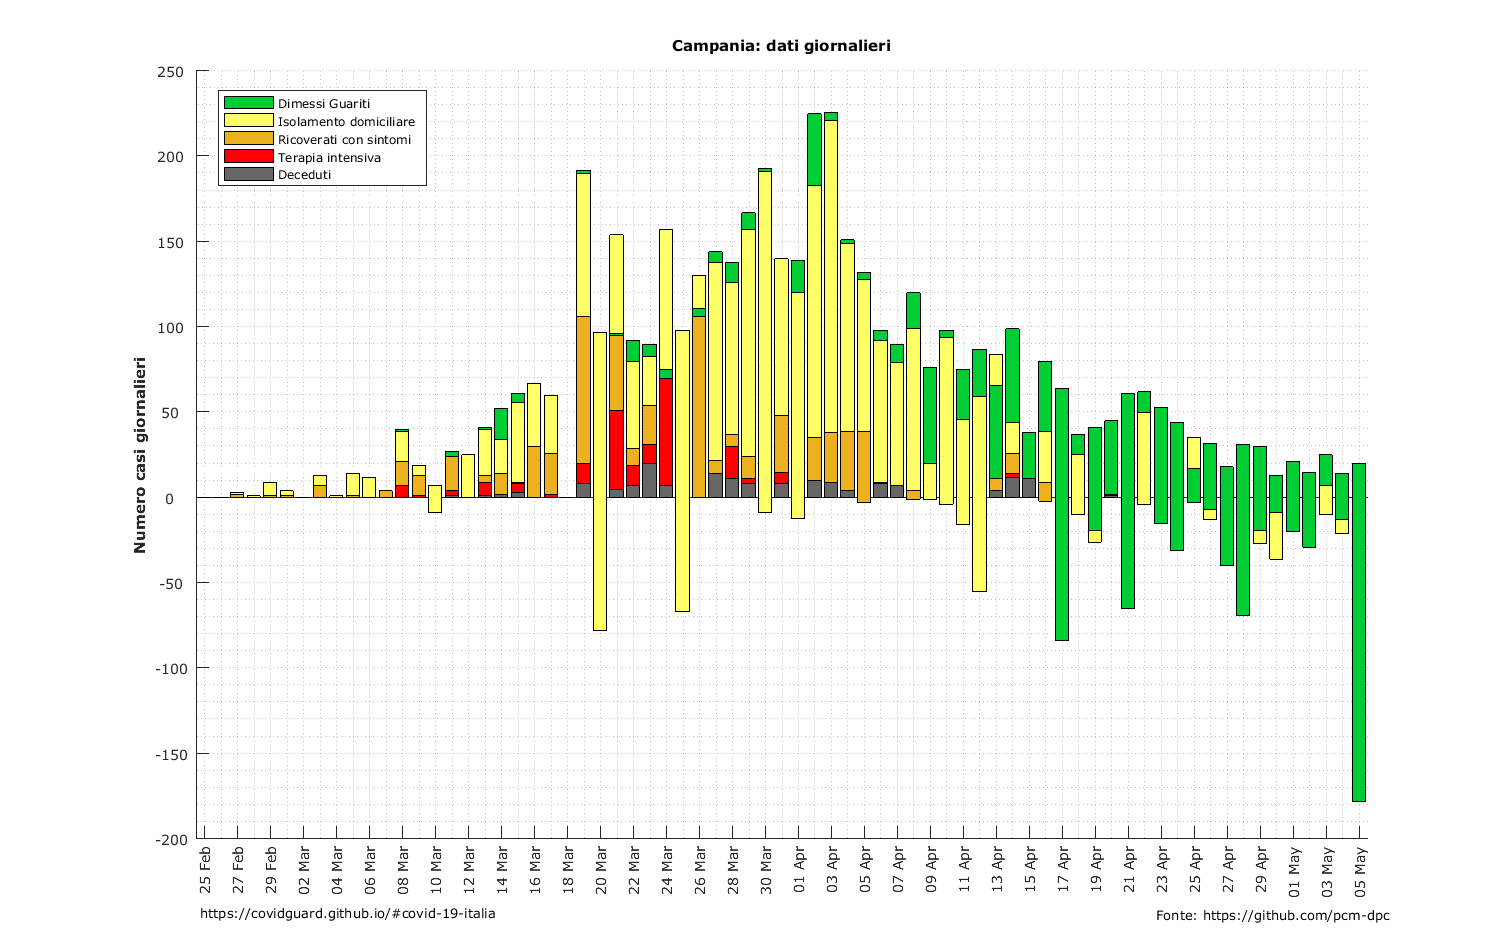 Campania: dati giornalieri
250
200
150
100
50
0
-50
-100
-150
-200
Numero casi giornalieri
Dimessi Guariti
Isolamento domiciliare
Ricoverati con sintomi
Terapia intensiva
Deceduti
25 Feb
27 Feb
29 Feb
02 Mar
04 Mar
06 Mar
08 Mar
10 Mar
12 Mar
14 Mar
16 Mar
18 Mar
20 Mar
22 Mar
24 Mar
26 Mar
28 Mar
30 Mar
01 Apr
03 Apr
05 Apr
07 Apr
09 Apr
11 Apr
13 Apr
15 Apr
17 Apr
19 Apr
21 Apr
23 Apr
25 Apr
27 Apr
29 Apr
01 May
03 May
05 May
https://covidguard.github.io/#covid-19-italia
Fonte: https://github.com/pcm-dpc